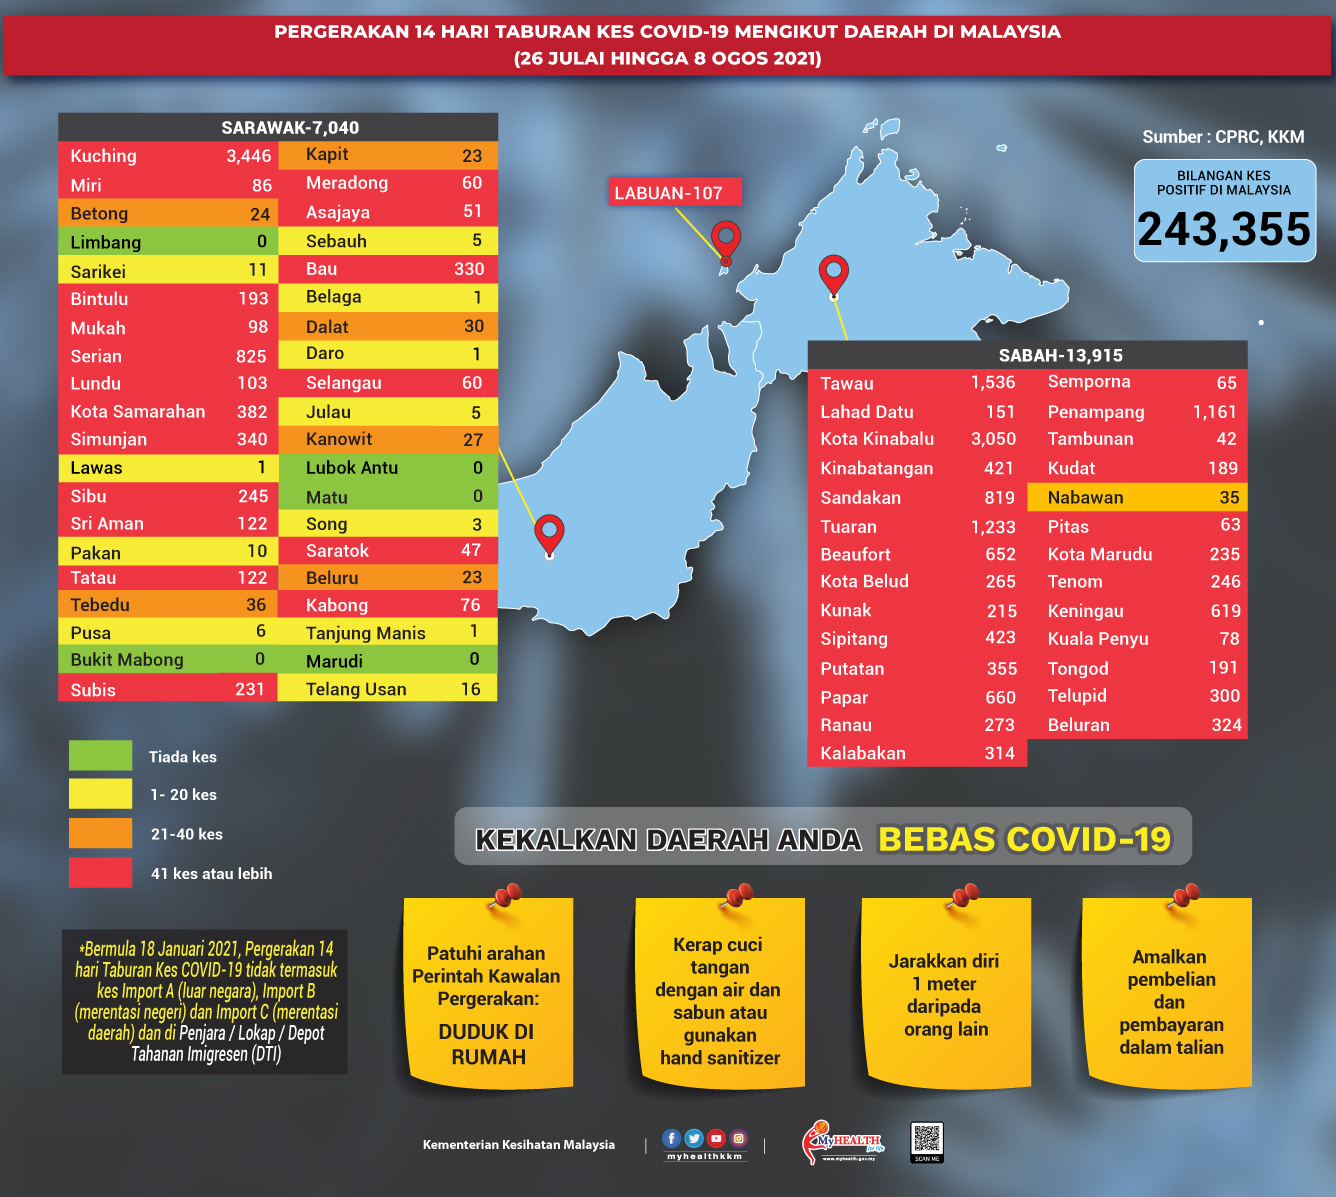 PERGERAKAN 14 HARI TABURAN KES COVID-19 MENGIKUT DAERAH DI MALAYSIA
(26 JULAI HINGGA 8 OGOS 2021)
SARAWAK-7,040
Kuching 3,446
Miri 86
Betong 24
Limbang 0
Sarikei 11
Bintulu 193
Mukah 98
Serian 825
Lundu 103
Kota Samarahan 382
Simunjan 340
Lawas 1
Sibu 245
Sri Aman 122
Pakan 10
Tatau 122
Tebedu 36
Pusa 6
Bukit Mabong 0
Subis 231
Kapit 23
Meradong 60
Asajaya 51
Sebauh 5
Bau 330
Belaga 1
Dalat 30
Daro 1
Selangau 60
Julau 5
Kanowit 27
Lubok Antu 0
Matu 0
Song 3
Saratok 47
Beluru 23
Kabong 76
Tanjung Manis 1
Marudi 0
Telang Usan 16
LABUAN-107
Sumber : CPRC, KKM
BILANGAN KES
POSITIF DI MALAYSIA
243,355
SABAH-13,915
Tawau 1,536
Lahad Datu 151
Kota Kinabalu 3,050
Kinabatangan 421
Sandakan 819
Tuaran 1,233
Beaufort 652
Kota Belud 265
Kunak 215
Sipitang 423
Putatan 355
Papar 660
Ranau 273
Kalabakan 314
Semporna 65
Penampang 1,161
Tambunan 42
Kudat 189
Nabawan 35
Pitas 63
Kota Marudu 235
Tenom 246
Keningau 619
Kuala Penyu 78
Tongod 191
Telupid 300
Beluran 324
Tiada kes
1- 20 kes
21-40 kes
41 kes atau lebih
*Bermula 18 Januari 2021, Pergerakan 14
hari Taburan Kes COVID-19 tidak termasuk
kes Import A (luar negara), Import B
(merentasi negeri) dan Import C (merentasi
daerah) dan di Penjara / Lokap / Depot
Tahanan Imigresen (DTI)
KEKALKAN DAERAH ANDA BEBAS COVID-19
Patuhi arahan
Perintah Kawalan
Pergerakan:
DUDUK DI
RUMAH
Kerap cuci
tangan
dengan air dan
sabun atau
gunakan
hand sanitizer
Jarakkan diri
1 meter
daripada
orang lain
Amalkan
pembelian
dan
pembayaran
dalam talian
Kementerian Kesihatan Malaysia
myhealthkkm
MyHEALTH
for life
www.myhealth.gov.my
SCAN ME